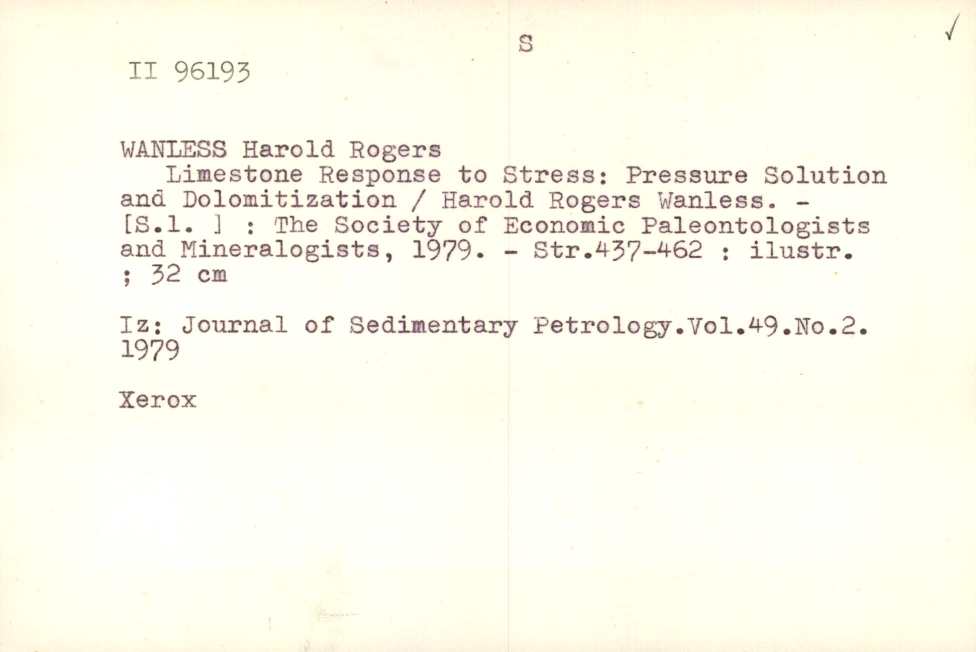 S
II 96193
WANLESS Harold Rogers
Limestone Response to Stress: Pressure Solution
and Dolomitization / Harold Rogers Wanless. -
[S.l. ] : The Society of Economic Paleontologists
and Mineralogists, 1979. - Str.437-462 : ilustr.
; 32 cm
Iz: Journal of Sedimentary Petrology.Vol.49.No.2.
1979
Xerox